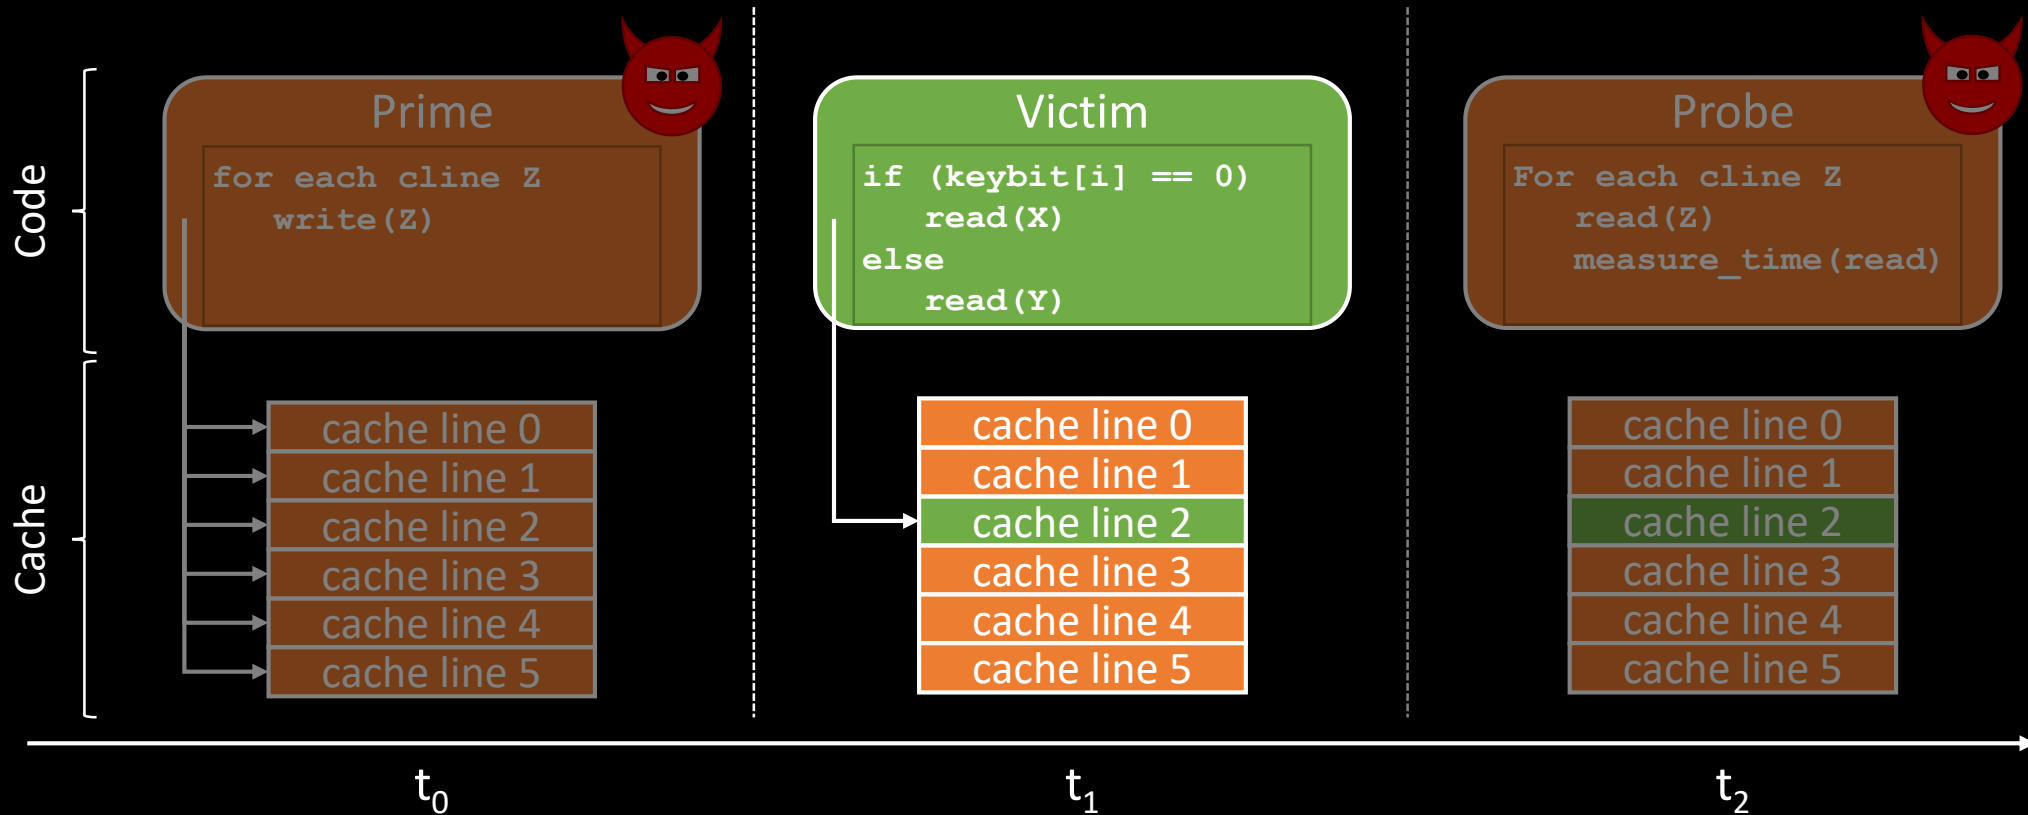 Code
Prime
for each cline Z
write(Z)
Victim
if (keybit[i] == 0)
read(X)
else
read(Y)
Probe
For each cline Z
read(Z)
measure_time(read)
Cache
cache line 0
cache line 1
cache line 2
cache line 3
cache line 4
cache line 5
cache line 0
cache line 1
cache line 2
cache line 3
cache line 4
cache line 5
cache line 0
cache line 1
cache line 2
cache line 3
cache line 4
cache line 5
t0
t1
t2